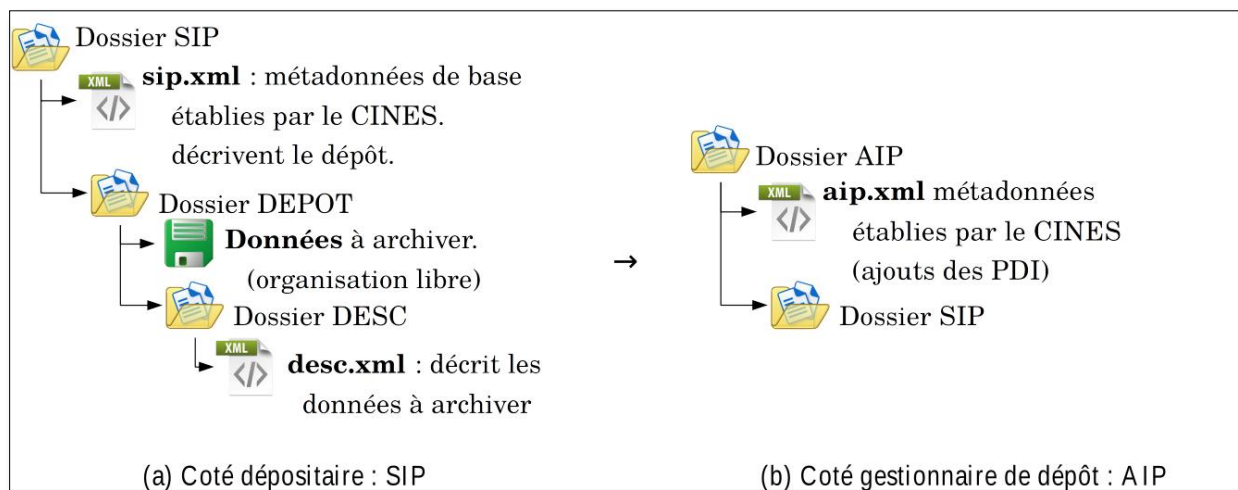 Dossier SIP
XML
sip.xml : métadonnées de base
établies par le CINES.
décrivent le dépôt.
Dossier DEPOT
Données à archiver.
(organisation libre)
Dossier DESC
XML
desc.xml : décrit les
données à archiver
(a) Coté dépositaire : SIP
→
Dossier AIP
XML
aip.xml métadonnées
établies par le CINES
(ajouts des PDI)
Dossier SIP
(b) Coté gestionnaire de dépôt : AIP